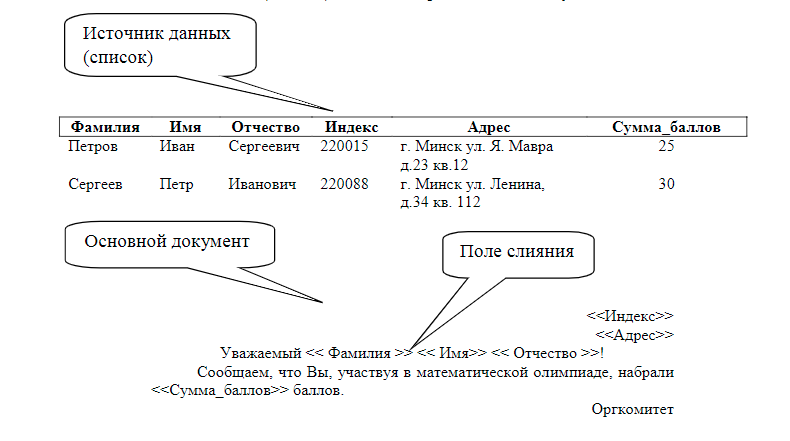 Источник данных
(список)
Фамилия Имя Отчество Индекс Адрес Сумма_баллов
Петров Иван Сергеевич 220015 г. Минск ул. Я. Мавра 25
д.23 кв.12
Сергеев Петр Иванович 220088 г. Минск ул. Ленина, 30
д.34 кв. 112
Основной документ
Поле слияния
<<Индекс>>
<<Адрес>>
Уважаемый << Фамилия >> << Имя>> << Отчество >>!
Сообщаем, что Вы, участвуя в математической олимпиаде, набрали
<<Сумма_баллов>> баллов.
Оргкомитет